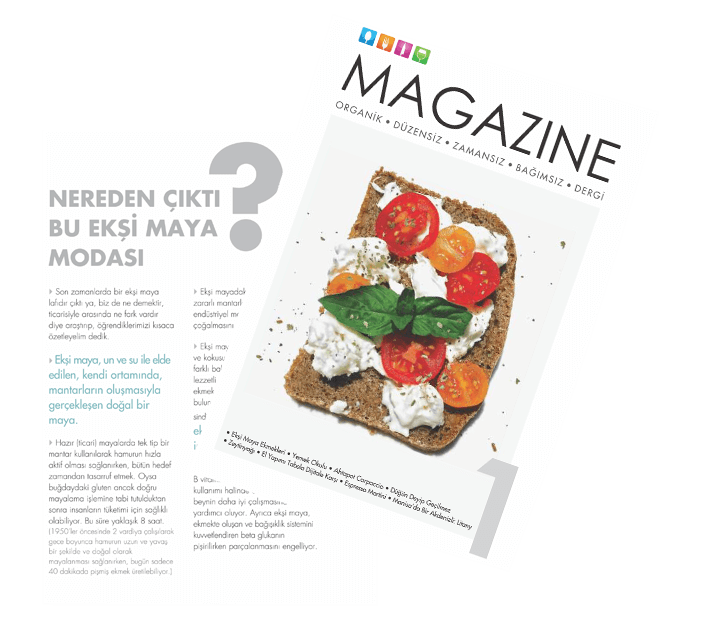 MAGAZINE
ORGANİK • DÜZENSİZ • ZAMANSIZ • BAĞIMSIZ • DERGİ
• Ekşi Maya Ekmekleri • Yemek Okulu • Ahtapot Carpaccio • Düğün Deyip Geçilmez
• Zeytinyağı • El Yapımı Tabela Dijitale Karşı • Espresso Martini • Manisa'da Bir Akdenizli: Urany
1
?
NEREDEN ÇIKTI
BU EKŞİ MAYA
MODASI
Son zamanlarda bir ekşi maya
lafıdır çıktı ya, biz de ne demektir,
ticarisiyle arasında ne fark vardır
diye araştırıp, öğrendiklerimizi kısaca
özetleyelim dedik.
Ekşi maya, un ve su ile elde
edilen, kendi ortamında,
mantarların oluşmasıyla
gerçekleşen doğal bir
maya.
Hazır (ticari) mayalarda tek tip bir
mantar kullanılarak hamurun hızla
aktif olması sağlanırken, bütün hedef
zamandan tasarruf etmek. Oysa
buğdaydaki gluten ancak doğru
mayalama işlemine tabi tutulduktan
sonra insanların tüketimi için sağlıklı
olabiliyor. Bu süre yaklaşık 8 saat.
(1950'ler öncesinde 2 vardiya çalışılarak
gece boyunca hamurun uzun ve yavaş
bir şekilde ve doğal olarak
mayalanması sağlanırken, bugün sadece
40 dakikada pişmiş ekmek üretilebiliyor.)
Ekşi mayadak
zararlı mantarl
endüstriyel m
çoğalmasını
Ekşi may
ve kokusu
farklı ba
lezzetli
ekmek
bulun
sind
ek
i
B vita
kullanımı halinde
beynin daha iyi çalışmasına
yardımcı oluyor. Ayrıca ekşi maya,
ekmekte oluşan ve bağışıklık sistemini
kuvvetlendiren beta glukanın
pişirilirken parçalanmasını engelliyor.